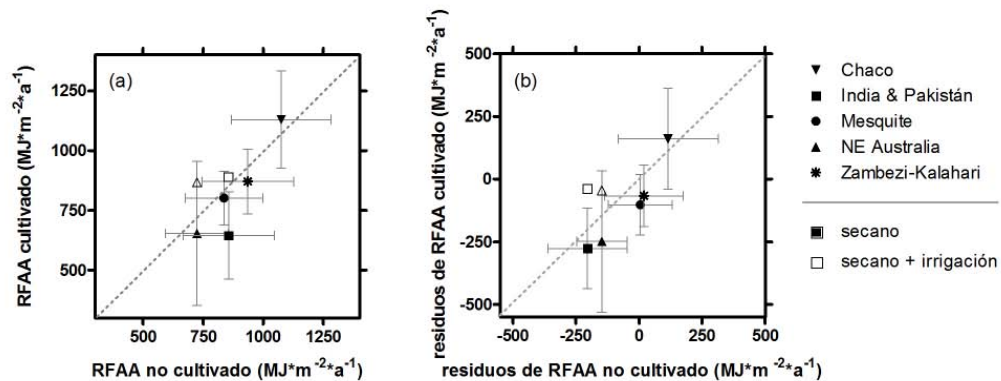 (a)
RFAA cultivado (MJ*m⁻²*a⁻¹)
1250
1000
750
500
500 750 1000 1250
RFAA no cultivado (MJ*m⁻²*a⁻¹)
(b)
residuos de RFAA cultivado (MJ*m⁻²*a⁻¹)
500
250
0
-250
-500
-500 -250 0 250 500
residuos de RFAA no cultivado (MJ*m⁻²*a⁻¹)
Chaco
India & Pakistán
Mesquite
NE Australia
Zambezi-Kalahari
secano
secano + irrigación